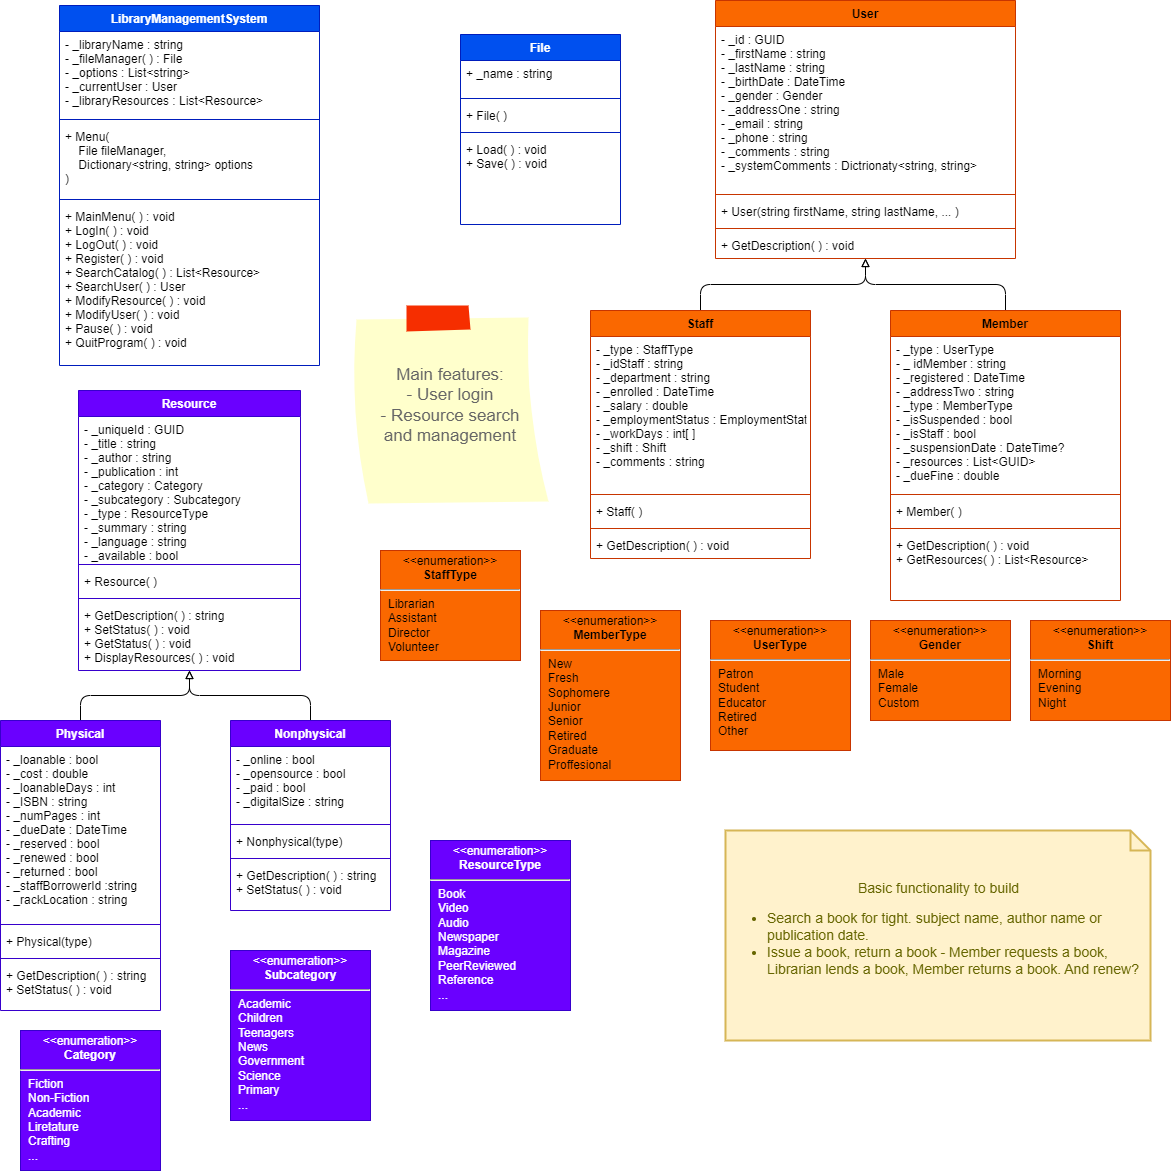 LibraryManagementSystem
- _libraryName : string
- _fileManager( ) : File
- _options : List<string>
- _currentUser : User
- _libraryResources : List<Resource>
+ Menu(
File fileManager,
Dictionary<string, string> options
)
+ MainMenu( ) : void
+ LogIn( ) : void
+ LogOut( ) : void
+ Register( ) : void
+ SearchCatalog( ) : List<Resource>
+ SearchUser( ) : User
+ ModifyResource( ) : void
+ ModifyUser( ) : void
+ Pause( ) : void
+ QuitProgram( ) : void
File
+ _name : string
+ File( )
+ Load( ) : void
+ Save( ) : void
User
- _id : GUID
- _firstName : string
- _lastName : string
- _birthDate : DateTime
- _gender : Gender
- _addressOne : string
- _email : string
- _phone : string
- _comments : string
- _systemComments : Dictrionaty<string, string>
+ User(string firstName, string lastName, ... )
+ GetDescription( ) : void
Main features:
- User login
- Resource search
and management
Staff
- _type : StaffType
- _idStaff : string
- _department : string
- _enrolled : DateTime
- _salary : double
- _employmentStatus : EmploymentStat
- _workDays : int[ ]
- _shift : Shift
- _comments : string
+ Staff( )
+ GetDescription( ) : void
Member
- _type : UserType
- _ idMember : string
- _registered : DateTime
- _addressTwo : string
- _type : MemberType
- _isSuspended : bool
- _isStaff : bool
- _suspensionDate : DateTime?
- _resources : List<GUID>
- _dueFine : double
+ Member( )
+ GetDescription( ) : void
+ GetResources( ) : List<Resource>
Resource
- _uniqueId : GUID
- _title : string
- _author : string
- _publication : int
- _category : Category
- _subcategory : Subcategory
- _type : ResourceType
- _summary : string
- _language : string
- _available : bool
+ Resource( )
+ GetDescription( ) : string
+ SetStatus( ) : void
+ GetStatus( ) : void
+ DisplayResources( ) : void
<<enumeration>>
StaffType
Librarian
Assistant
Director
Volunteer
<<enumeration>>
MemberType
New
Fresh
Sophomere
Junior
Senior
Retired
Graduate
Proffesional
<<enumeration>>
UserType
Patron
Student
Educator
Retired
Other
<<enumeration>>
Gender
Male
Female
Custom
<<enumeration>>
Shift
Morning
Evening
Night
Physical
- _loanable : bool
- _cost : double
- _loanableDays : int
- _ISBN : string
- _numPages : int
- _dueDate : DateTime
- _reserved : bool
- _renewed : bool
- _returned : bool
- _staffBorrowerId :string
- _rackLocation : string
+ Physical(type)
+ GetDescription( ) : string
+ SetStatus( ) : void
Nonphysical
- _online : bool
- _opensource : bool
- _paid : bool
- _digitalSize : string
+ Nonphysical(type)
+ GetDescription( ) : string
+ SetStatus( ) : void
<<enumeration>>
ResourceType
Book
Video
Audio
Newspaper
Magazine
PeerReviewed
Reference
...
Basic functionality to build
• Search a book for tight. subject name, author name or
publication date.
• Issue a book, return a book - Member requests a book,
Librarian lends a book, Member returns a book. And renew?
<<enumeration>>
Subcategory
Academic
Children
Teenagers
News
Government
Science
Primary
...
<<enumeration>>
Category
Fiction
Non-Fiction
Academic
Liretature
Crafting
...